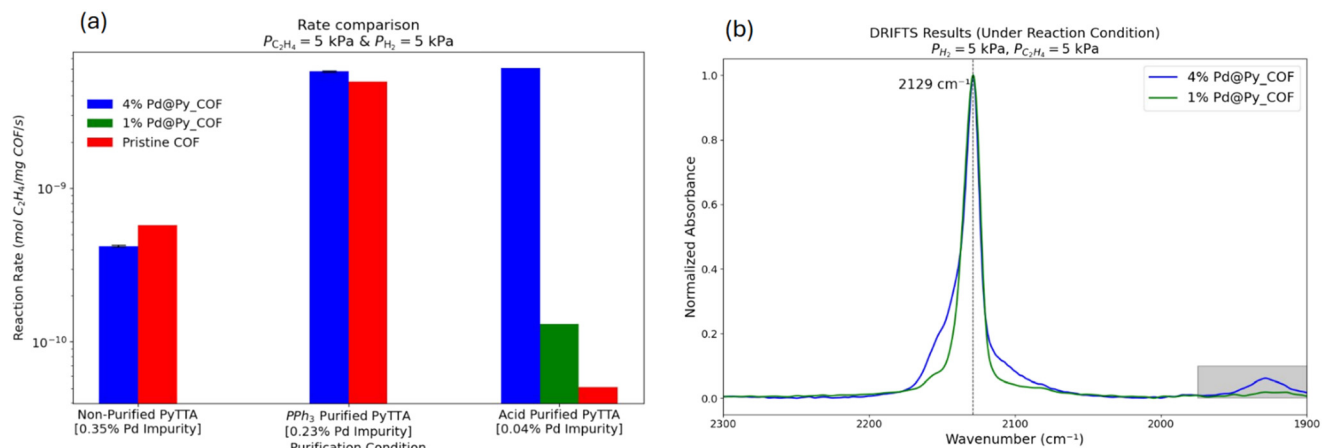 (a)
Rate comparison
P_C₂H₄ = 5 kPa & P_H₂ = 5 kPa
4% Pd@Py_COF
1% Pd@Py_COF
Pristine COF
Reaction Rate (mol C₂H₄/mg COF/s)
10⁻⁹
10⁻¹⁰
Non-Purified PyTTA
[0.35% Pd Impurity]
PPh₃ Purified PyTTA
[0.23% Pd Impurity]
Acid Purified PyTTA
[0.04% Pd Impurity]
Purification Condition
(b)
DRIFTS Results (Under Reaction Condition)
P_H₂ = 5 kPa, P_C₂H₄ = 5 kPa
2129 cm⁻¹
4% Pd@Py_COF
1% Pd@Py_COF
Normalized Absorbance
1.0
0.8
0.6
0.4
0.2
0.0
2300 2200 2100 2000 1900
Wavenumber (cm⁻¹)